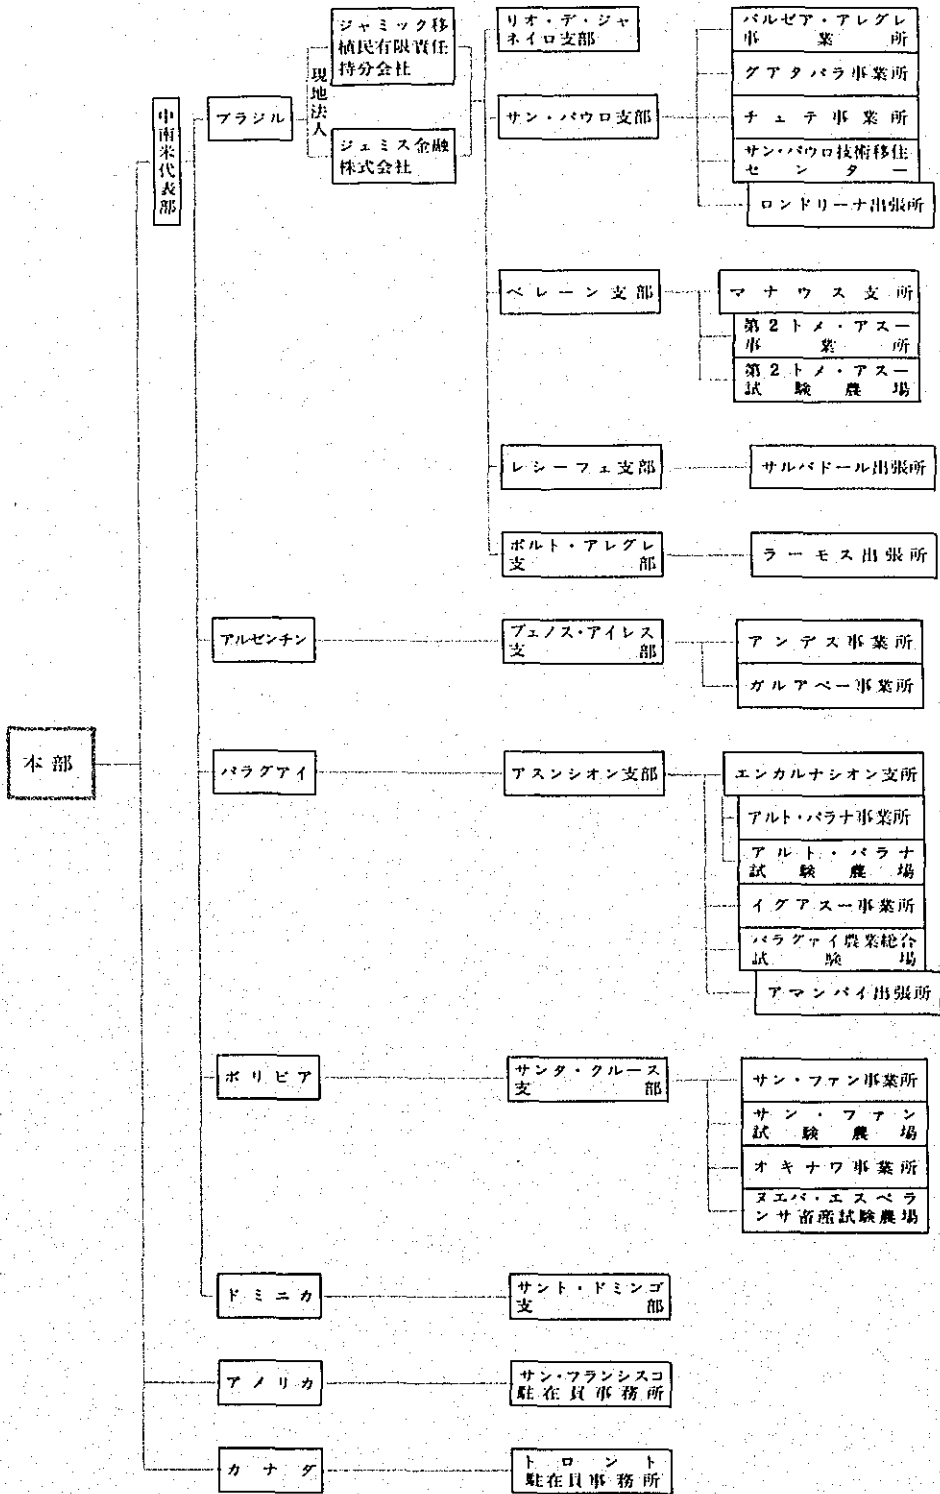 本部
中南米代表部
ブラジル
現地法人
ジャミック移
植民有限責任
持分会社
ジェミス金融
株式会社
リオ・デ・ジャ
ネイロ支部
サン・パウロ支部
バルゼア・アレグレ
事業所
グアタパラ事業所
チエテ事業所
サン・パウロ技術移住
センター
ロンドリーナ出張所
ベレーン支部
マナウス支所
第2トメ・アスー
事業所
第2トメ・アスー
試験農場
レシーフェ支部
サルバドール出張所
ポルト・アレグレ
支部
ラーモス出張所
アルゼンチン
ブェノス・アイレス
支部
アンデス事業所
ガルアペー事業所
パラグアイ
アスンシオン支部
エンカルナシオン支所
アルト・パラナ事業所
アルト・パラナ
試験農場
イグアスー事業所
パラグァイ農業総合
試験場
アマンバイ出張所
ボリビア
サンタ・クルース
支部
サン・ファン事業所
サン・ファン
試験農場
オキナワ事業所
ヌエバ・エスペラ
ンサ畜産試験農場
ドミニカ
サント・ドミンゴ
支部
アメリカ
サン・フランシスコ
駐在員事務所
カナダ
トロント
駐在員事務所